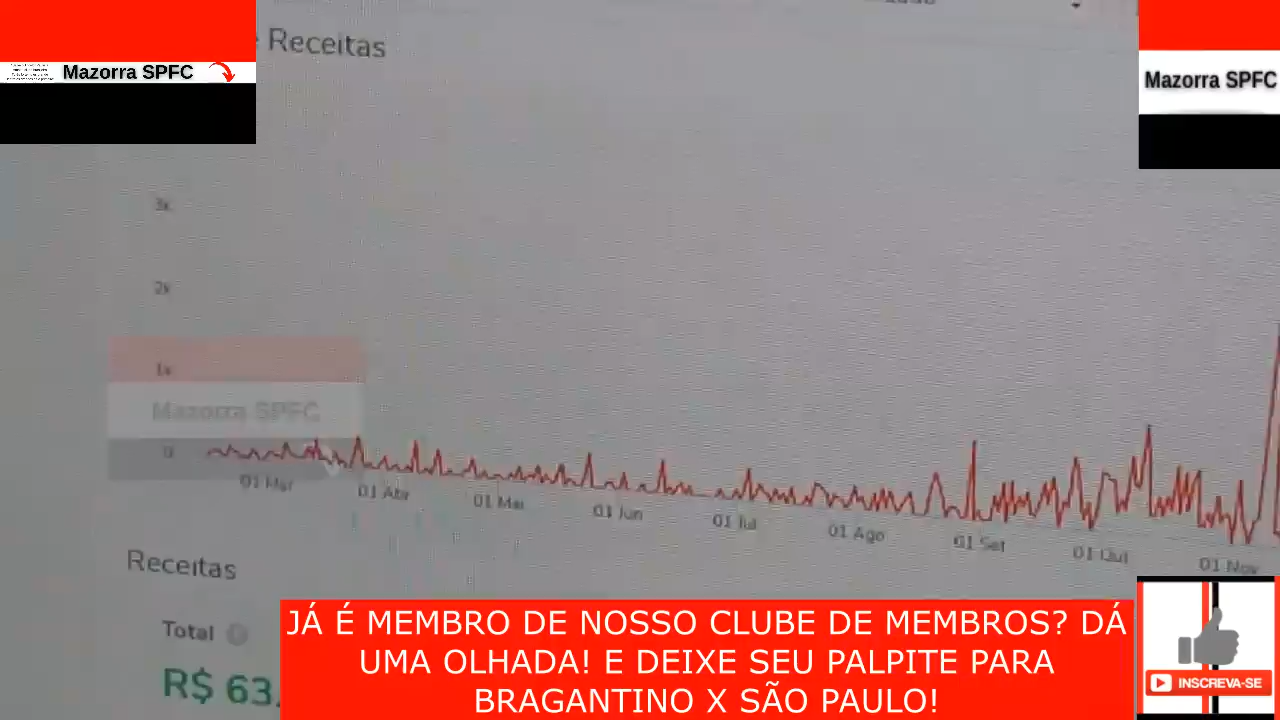 Receitas
Mazorra SPFC
Mazorra SPFC
3k
2k
1k
Mazorra SPFC
0
01 Mar
01 Abr
01 Mai
01 Jun
01 Jul
01 Ago
01 Set
01 Out
01 Nov
Receitas
Total
R$ 63.
JÁ É MEMBRO DE NOSSO CLUBE DE MEMBROS? DÁ
UMA OLHADA! E DEIXE SEU PALPITE PARA
BRAGANTINO X SÃO PAULO!
INSCREVA-SE